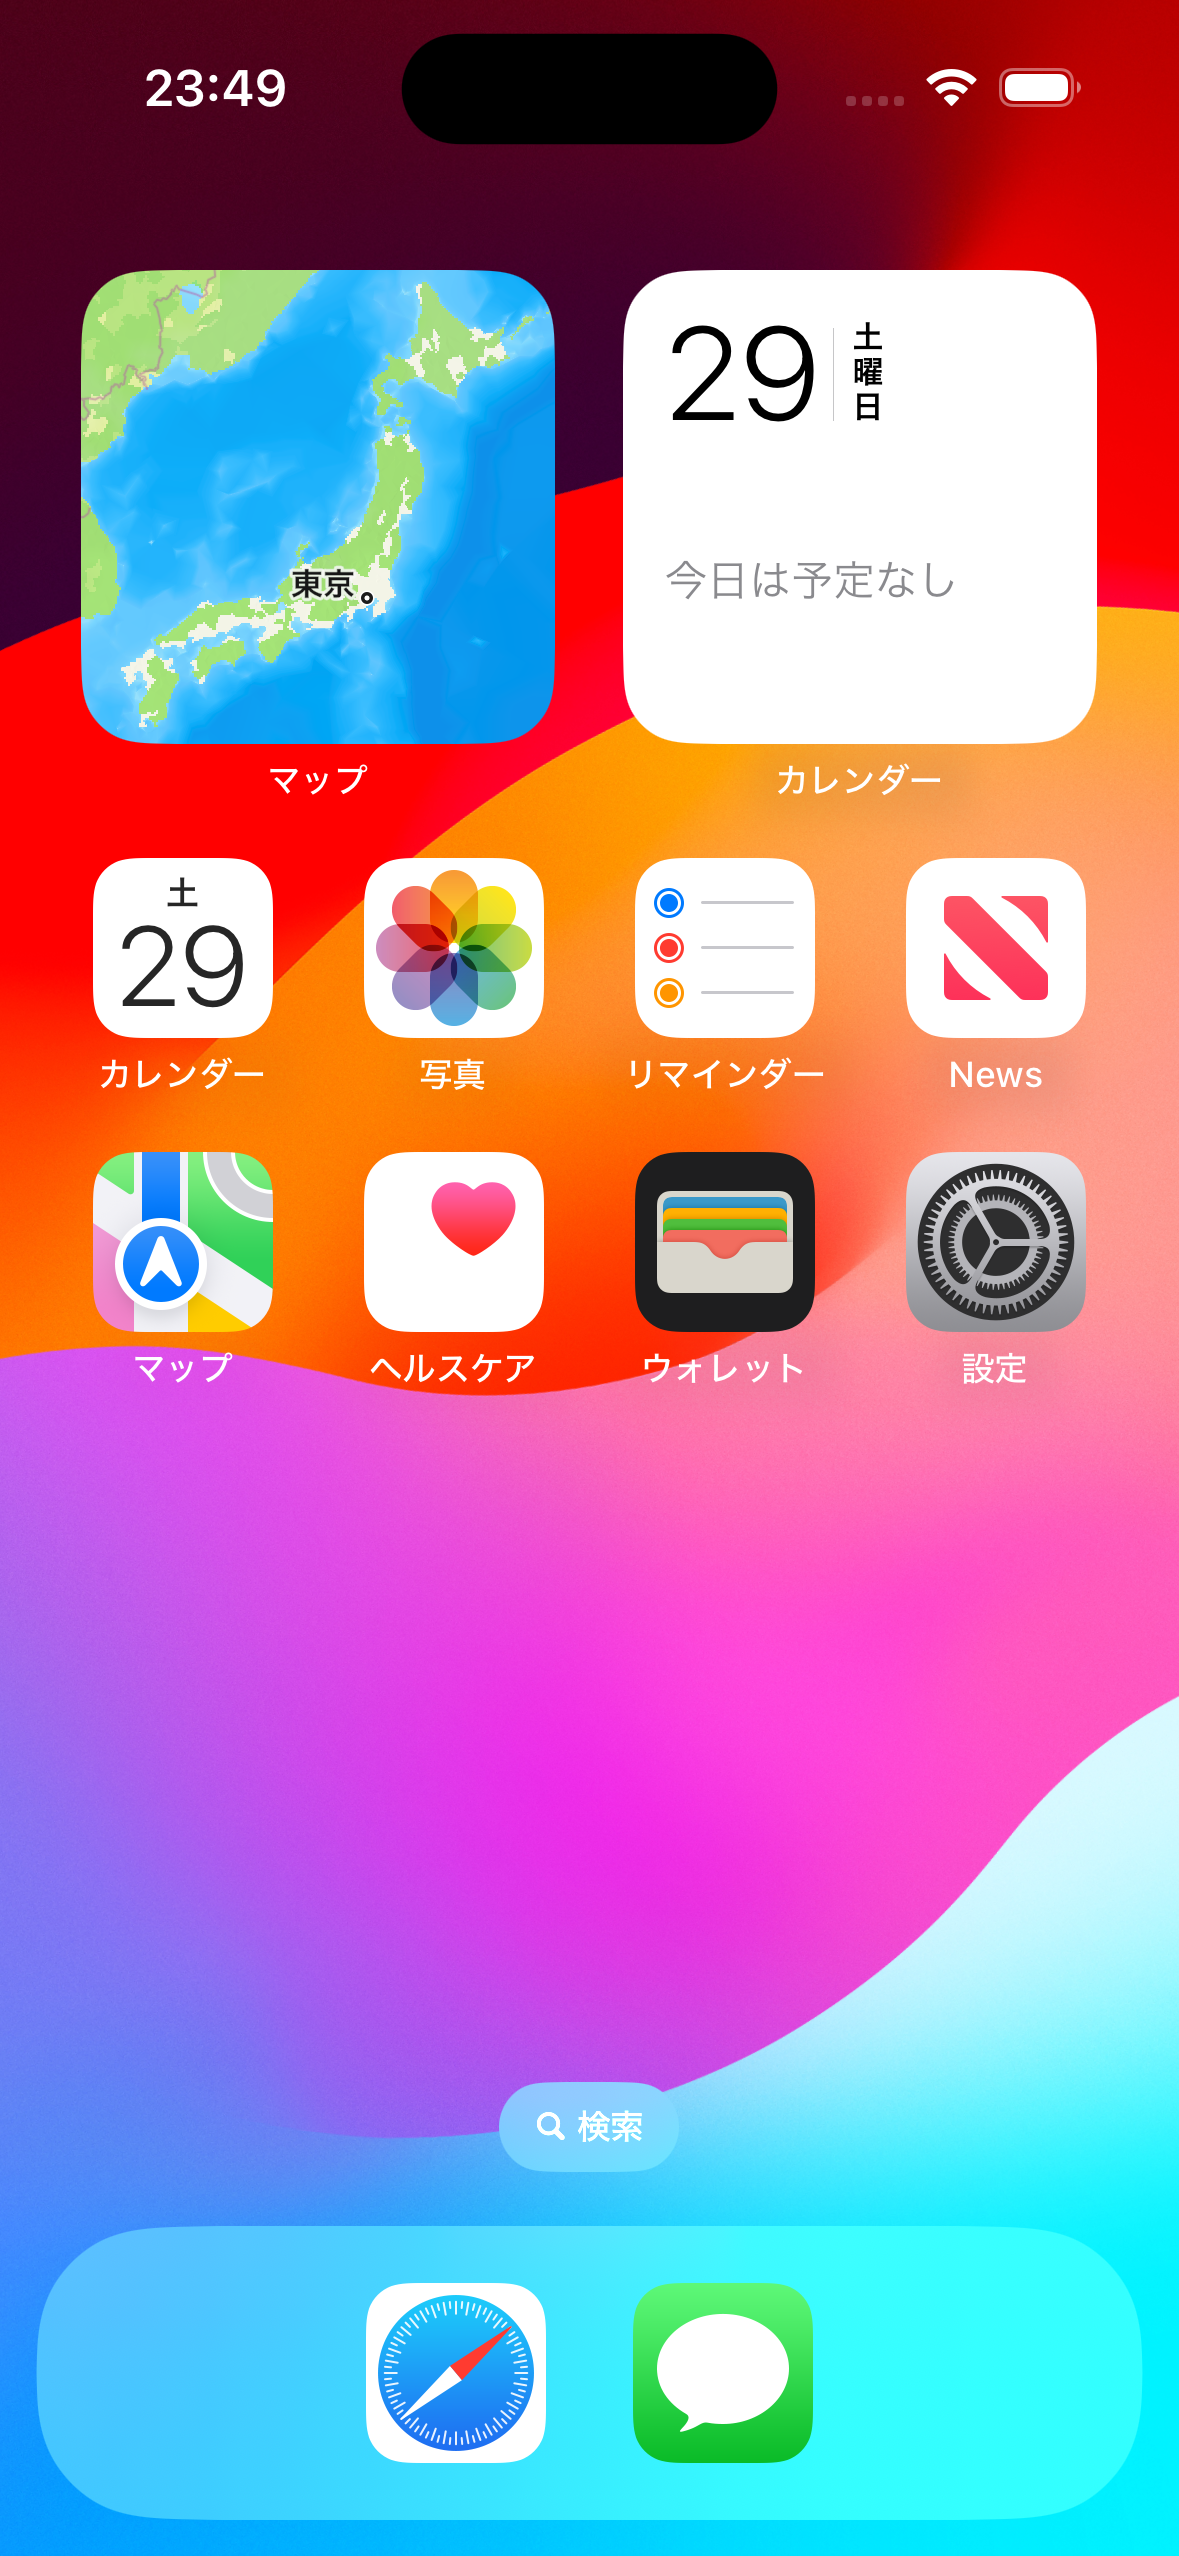 23:49
東京
29
土曜日
今日は予定なし
マップ
カレンダー
土
29
カレンダー
写真
リマインダー
News
マップ
ヘルスケア
ウォレット
設定
検索